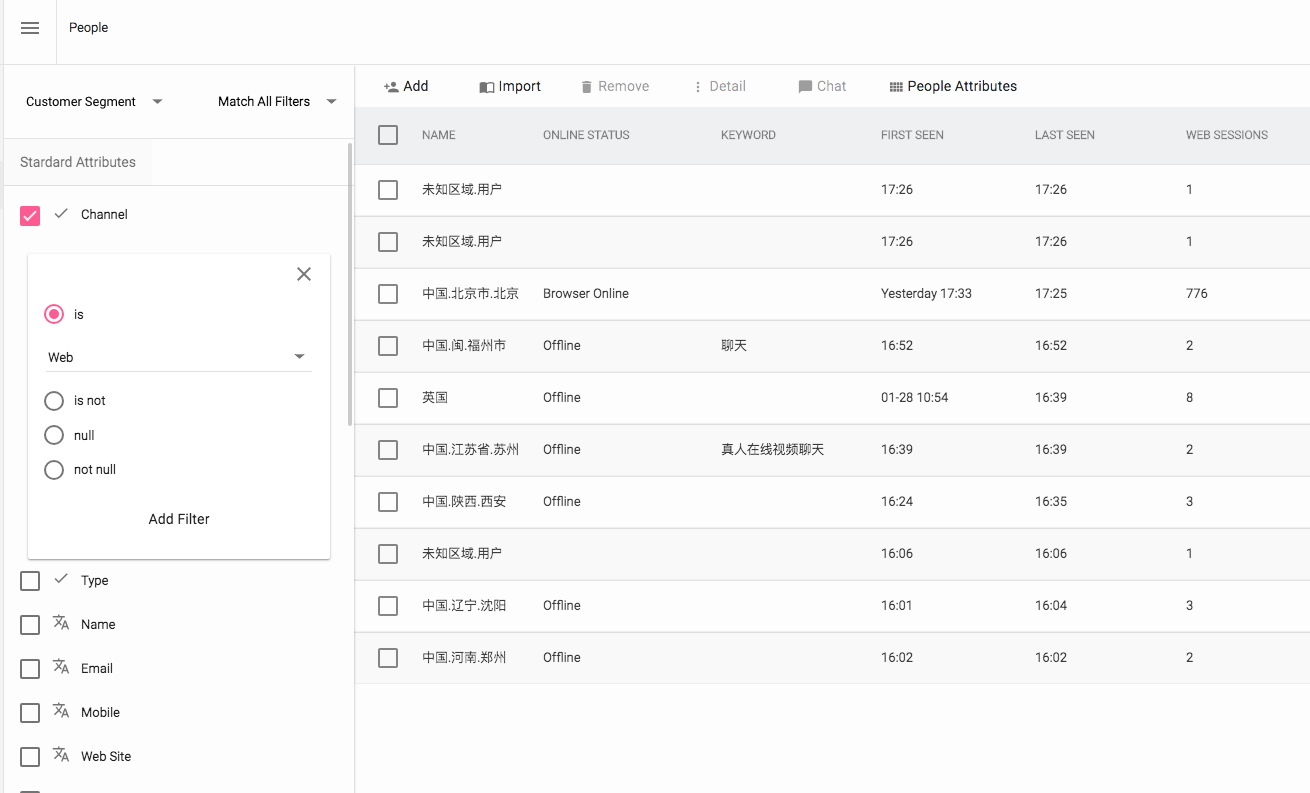 People
Customer Segment
Match All Filters
Stardard Attributes
Channel
is
Web
is not
null
not null
Add Filter
Type
Name
Email
Mobile
Web Site
Add Import Remove Detail Chat People Attributes
NAME ONLINE STATUS KEYWORD FIRST SEEN LAST SEEN WEB SESSIONS
未知区域.用户 17:26 17:26 1
未知区域.用户 17:26 17:26 1
中国.北京市.北京 Browser Online Yesterday 17:33 17:25 776
中国.闽.福州市 Offline 聊天 16:52 16:52 2
英国 Offline 01-28 10:54 16:39 8
中国.江苏省.苏州 Offline 真人在线视频聊天 16:39 16:39 2
中国.陕西.西安 Offline 16:24 16:35 3
未知区域.用户 16:06 16:06 1
中国.辽宁.沈阳 Offline 16:01 16:04 3
中国.河南.郑州 Offline 16:02 16:02 2